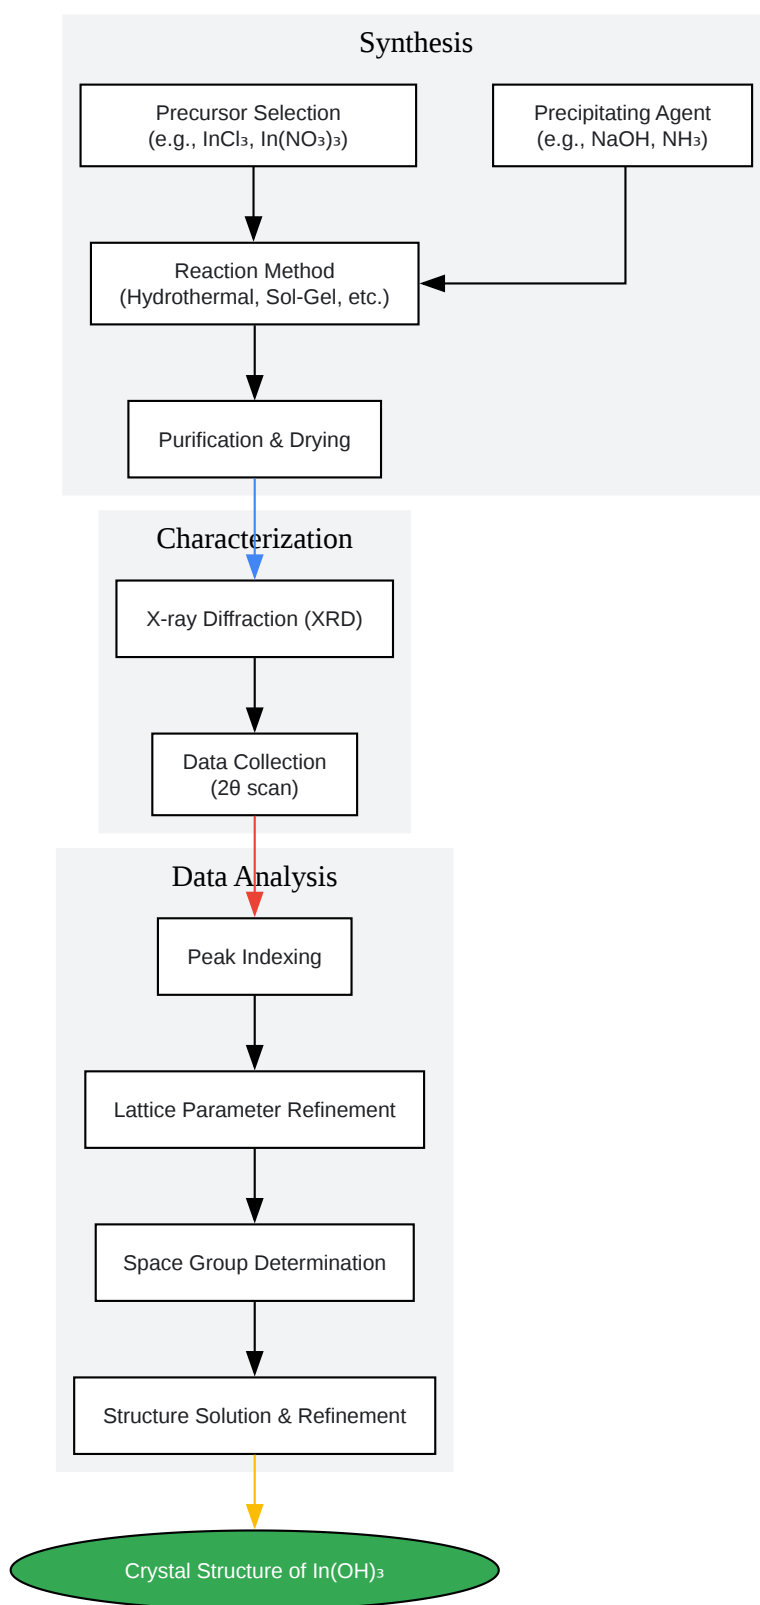 Synthesis
Precursor Selection
(e.g., InCl₃, In(NO₃)₃)
Precipitating Agent
(e.g., NaOH, NH₃)
Reaction Method
(Hydrothermal, Sol-Gel, etc.)
Purification & Drying
Characterization
X-ray Diffraction (XRD)
Data Collection
(2θ scan)
Data Analysis
Peak Indexing
Lattice Parameter Refinement
Space Group Determination
Structure Solution & Refinement
Crystal Structure of In(OH)₃